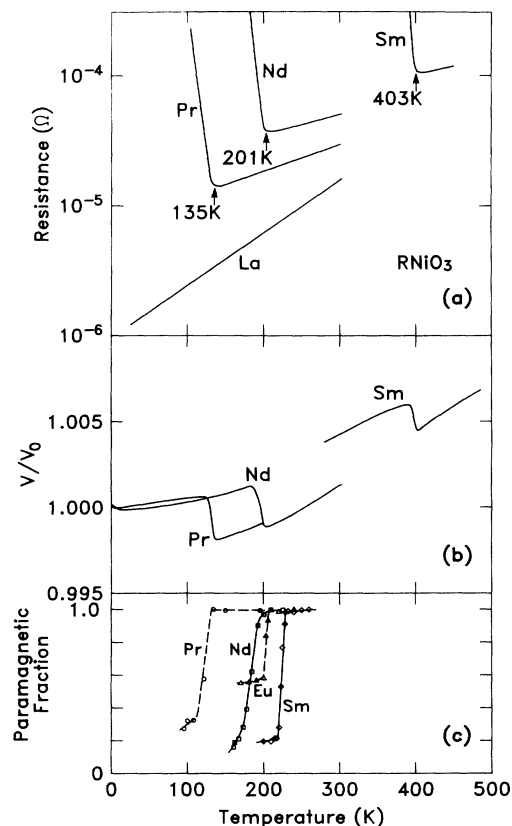 Resistance (Ω)
10⁻⁴
10⁻⁵
10⁻⁶
Pr
Nd
Sm
403K
201K
135K
La
RNiO₃
(a)
V/V₀
1.005
1.000
0.995
Sm
Nd
Pr
(b)
Paramagnetic
Fraction
1.0
0
Pr
Nd
Eu
Sm
(c)
0 100 200 300 400 500
Temperature (K)